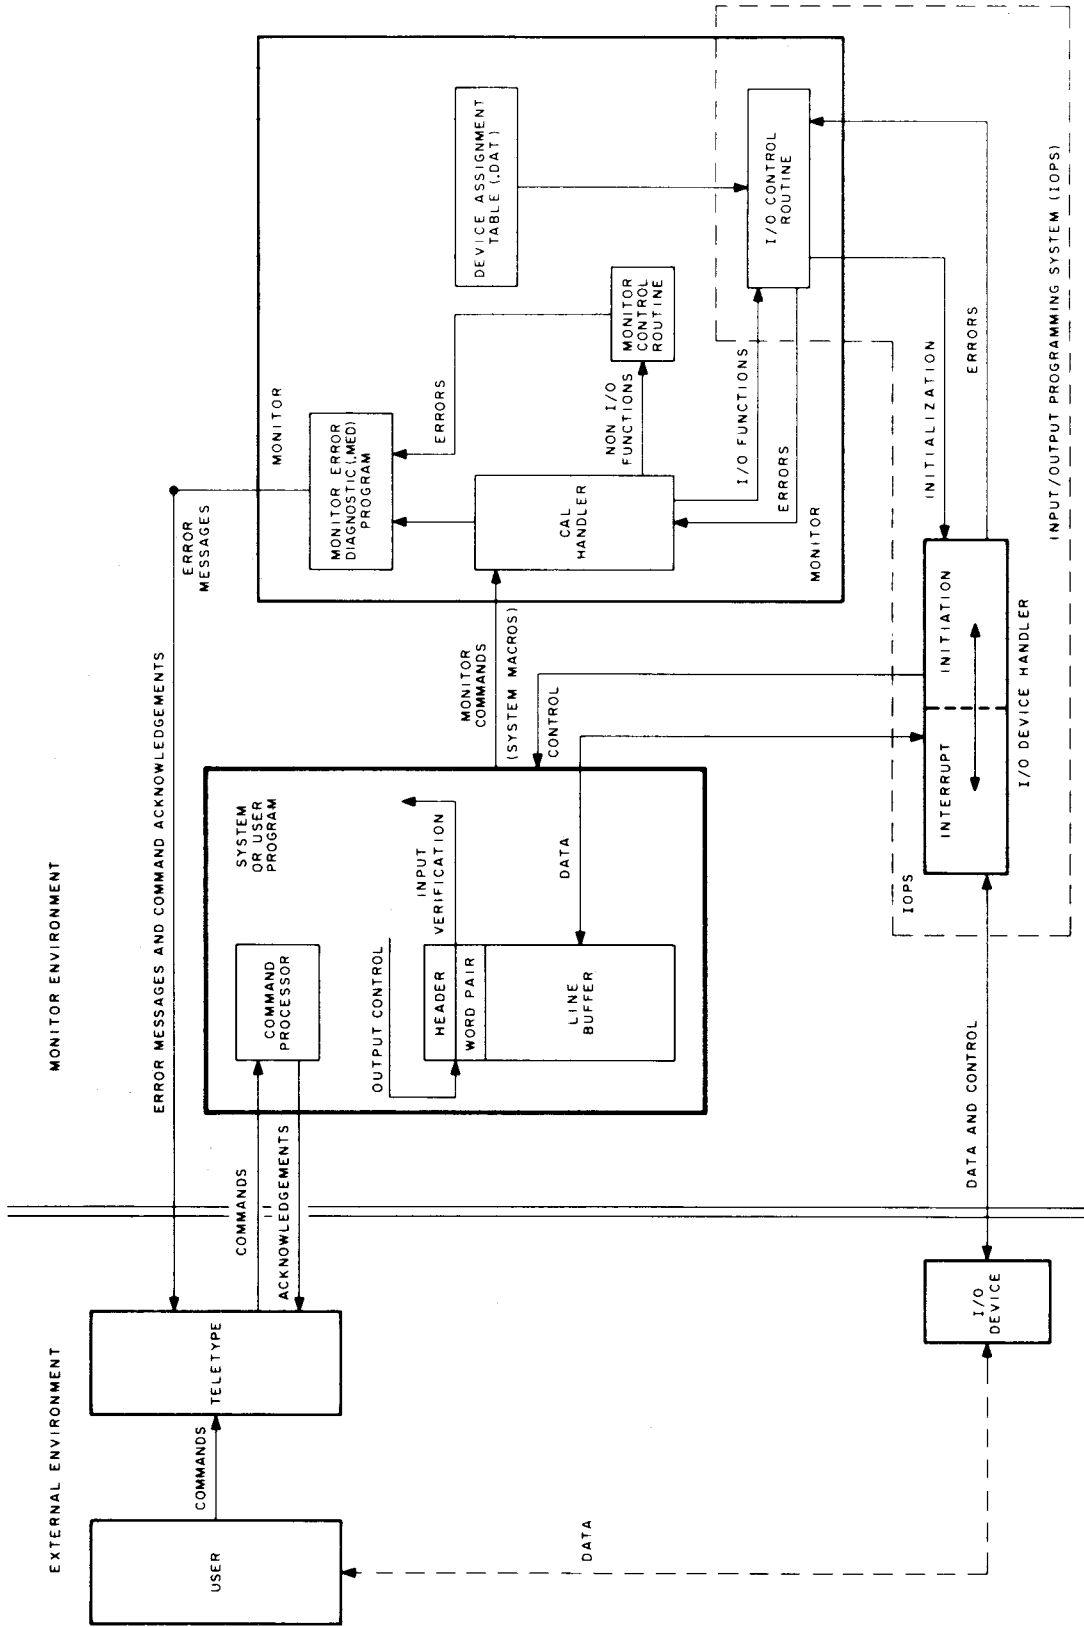 EXTERNAL ENVIRONMENT
MONITOR ENVIRONMENT
USER
COMMANDS
TELETYPE
ERROR MESSAGES AND COMMAND ACKNOWLEDGEMENTS
ERROR
MESSAGES
COMMANDS
ACKNOWLEDGEMENTS
COMMAND
PROCESSOR
SYSTEM
OR USER
PROGRAM
OUTPUT CONTROL
INPUT
VERIFICATION
HEADER
WORD PAIR
LINE
BUFFER
DATA
MONITOR
COMMANDS
(SYSTEM MACROS)
CONTROL
MONITOR
MONITOR ERROR
DIAGNOSTIC (.MED)
PROGRAM
ERRORS
CAL
HANDLER
NON I/O
FUNCTIONS
MONITOR
CONTROL
ROUTINE
DEVICE ASSIGNMENT
TABLE (.DAT)
I/O FUNCTIONS
ERRORS
I/O CONTROL
ROUTINE
MONITOR
IOPS
INITIALIZATION
ERRORS
INTERRUPT
INITIATION
I/O DEVICE HANDLER
INPUT/OUTPUT PROGRAMMING SYSTEM (IOPS)
DATA AND CONTROL
I/O
DEVICE
DATA